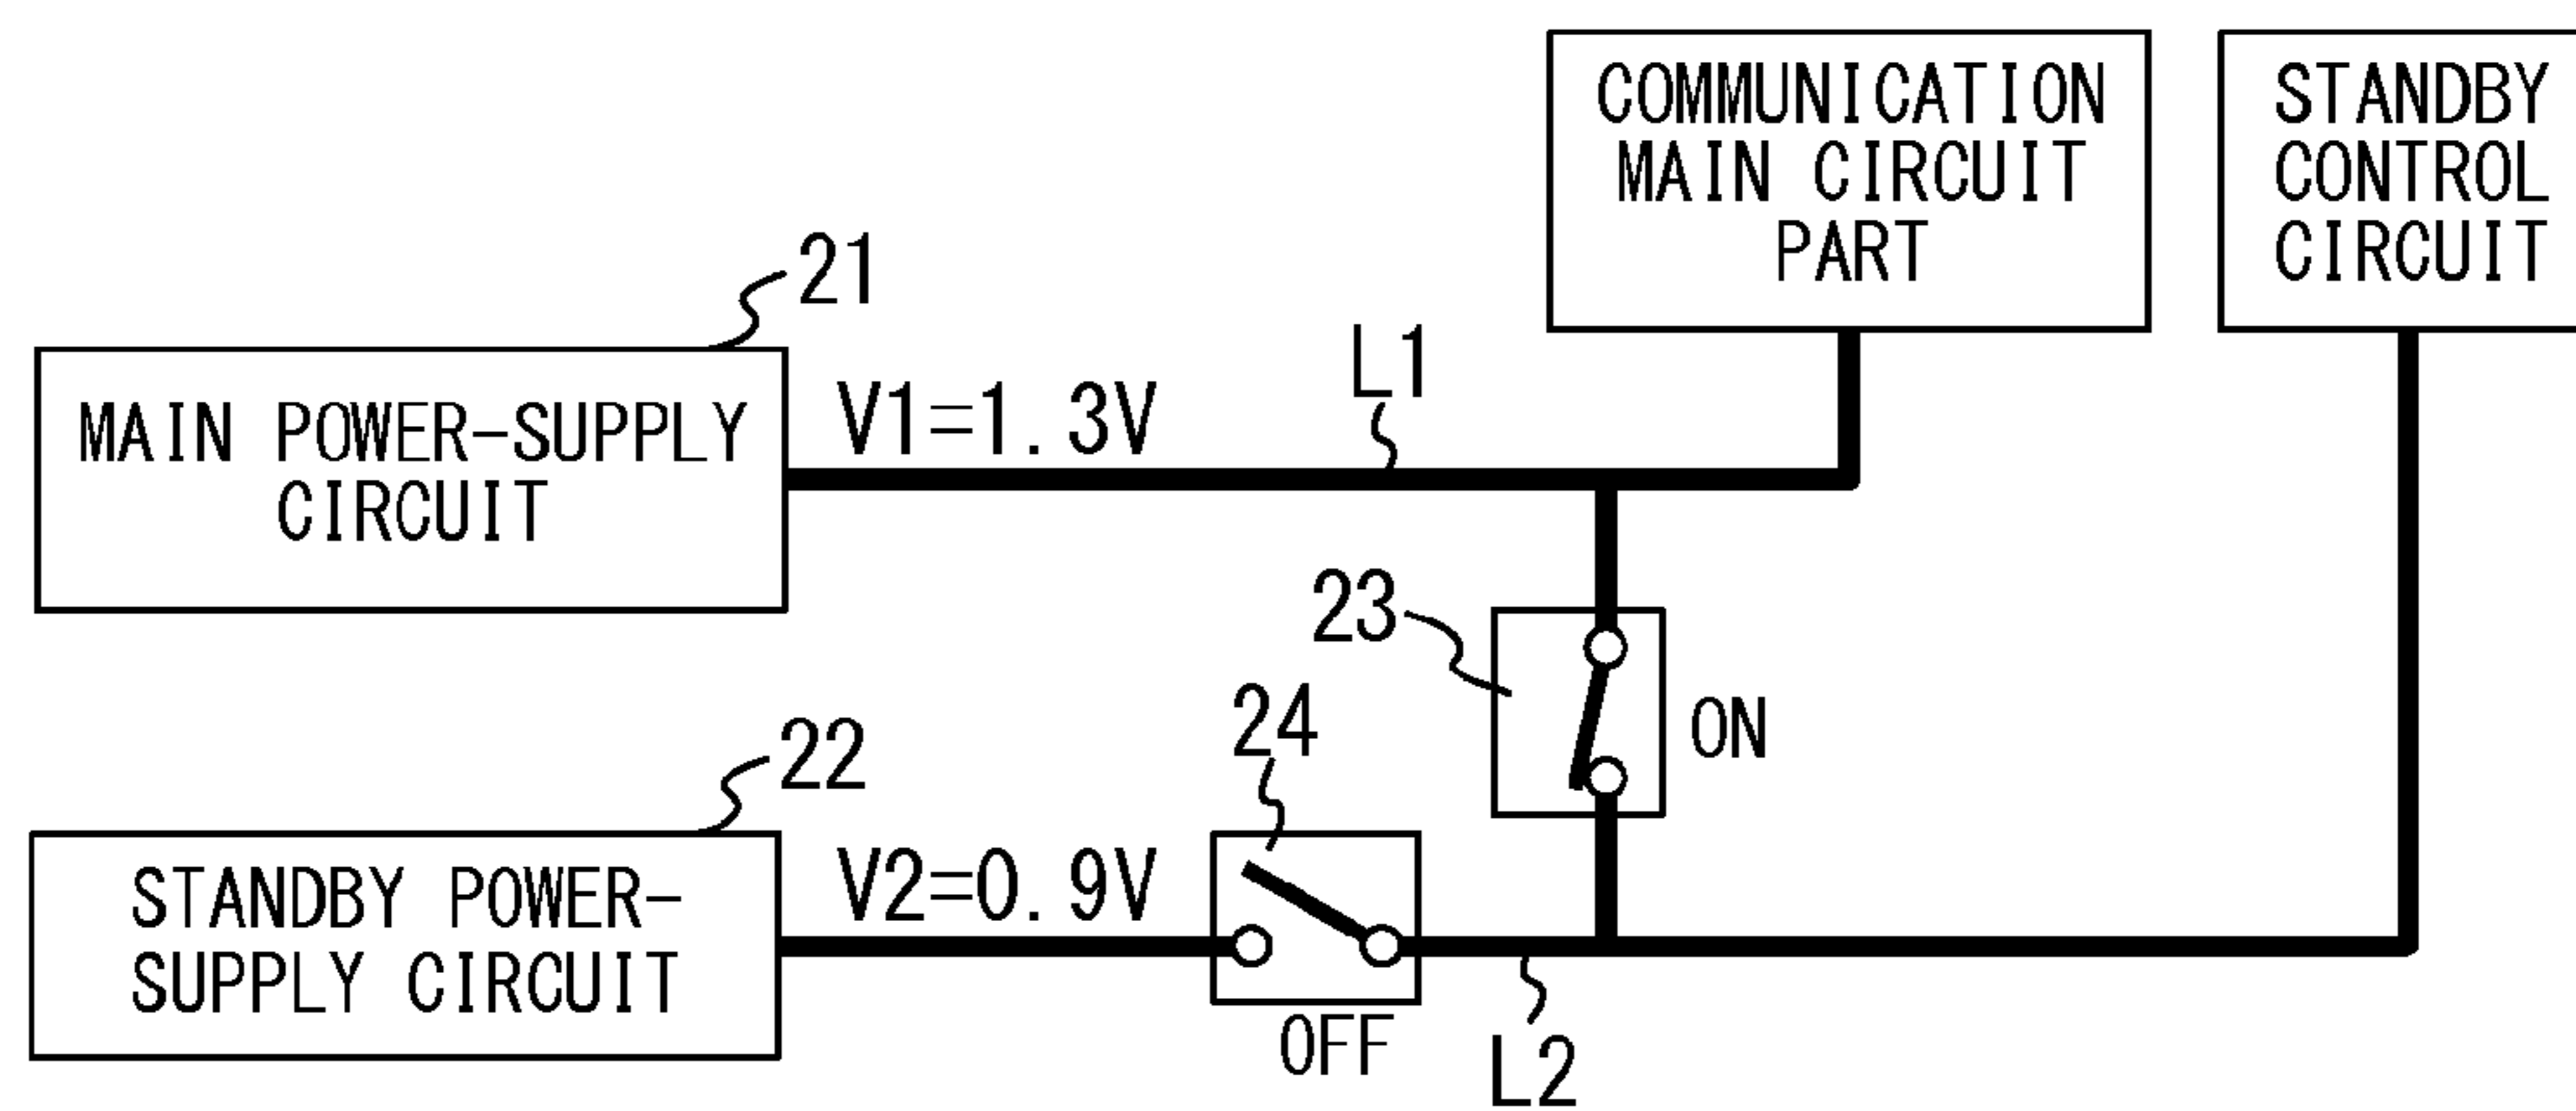 COMMUNICATION
MAIN CIRCUIT
PART
STANDBY
CONTROL
CIRCUIT
21
MAIN POWER-SUPPLY
CIRCUIT
V1=1.3V
L1
23
ON
22
STANDBY POWER-
SUPPLY CIRCUIT
V2=0.9V
24
OFF
L2